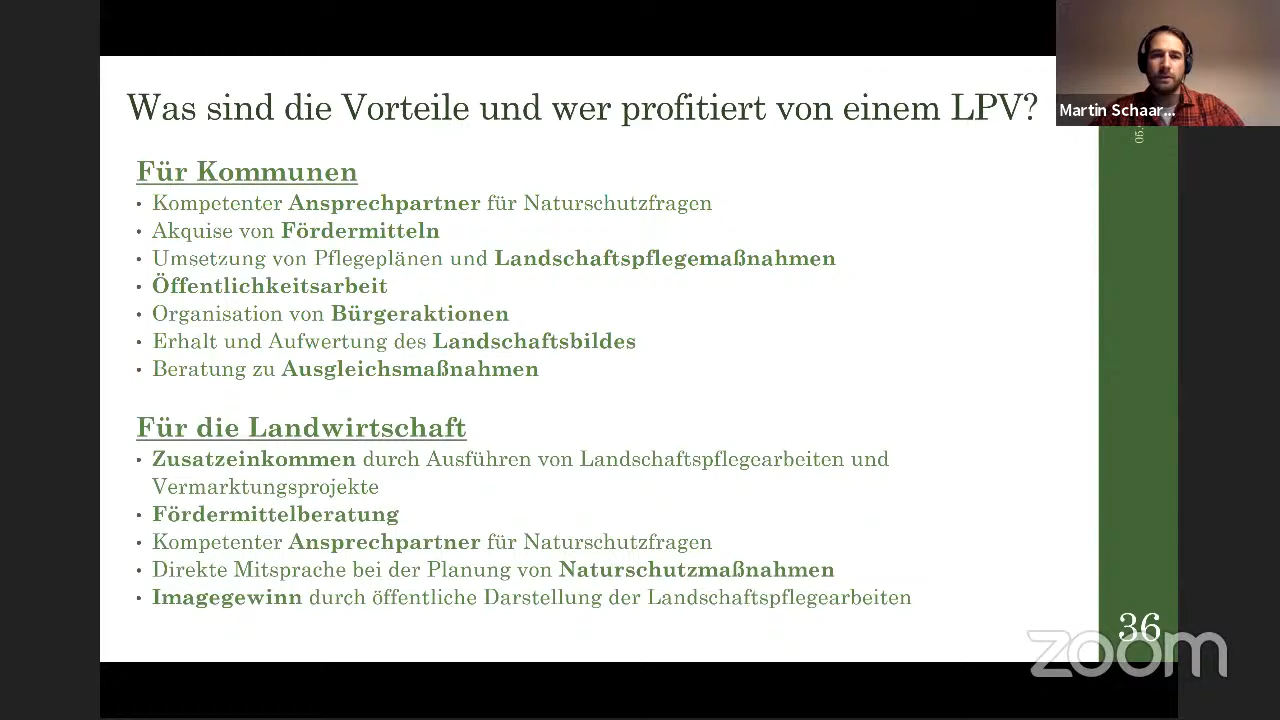 Was sind die Vorteile und wer profitiert von einem LPV?
Martin Schaar...
05.
Für Kommunen
• Kompetenter Ansprechpartner für Naturschutzfragen
• Akquise von Fördermitteln
• Umsetzung von Pflegeplänen und Landschaftspflegemaßnahmen
• Öffentlichkeitsarbeit
• Organisation von Bürgeraktionen
• Erhalt und Aufwertung des Landschaftsbildes
• Beratung zu Ausgleichsmaßnahmen
Für die Landwirtschaft
• Zusatzeinkommen durch Ausführen von Landschaftspflegearbeiten und
Vermarktungsprojekte
• Fördermittelberatung
• Kompetenter Ansprechpartner für Naturschutzfragen
• Direkte Mitsprache bei der Planung von Naturschutzmaßnahmen
• Imagegewinn durch öffentliche Darstellung der Landschaftspflegearbeiten
36
zoom